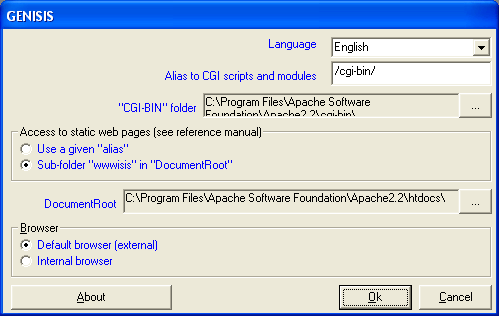 GENISIS
Language
English
Alias to CGI scripts and modules
/cgi-bin/
"CGI-BIN" folder
C:\Program Files\Apache Software
Foundation\Apache2.2\cgi-bin\
...
Access to static web pages (see reference manual)
Use a given "alias"
Sub-folder "wwwisis" in "DocumentRoot"
DocumentRoot
C:\Program Files\Apache Software Foundation\Apache2.2\htdocs\
...
Browser
Default browser (external)
Internal browser
About
Ok
Cancel